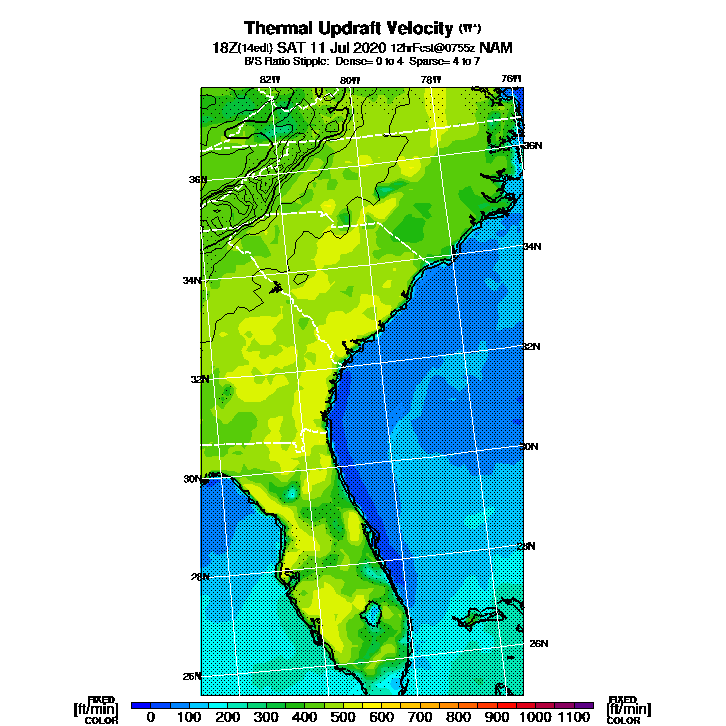 Thermal Updraft Velocity (W*)
18Z(14edt) SAT 11 Jul 2020 12hrFcst@0755z NAM
B/S Ratio Stipple: Dense= 0 to 4 Sparse= 4 to 7
82W 80W 78W 76W
36N 36N
34N 34N
32N 32N
30N 30N
28N 28N
26N 26N
FIXED [ft/min] COLOR
0 100 200 300 400 500 600 700 800 900 1000 1100
FIXED [ft/min] COLOR